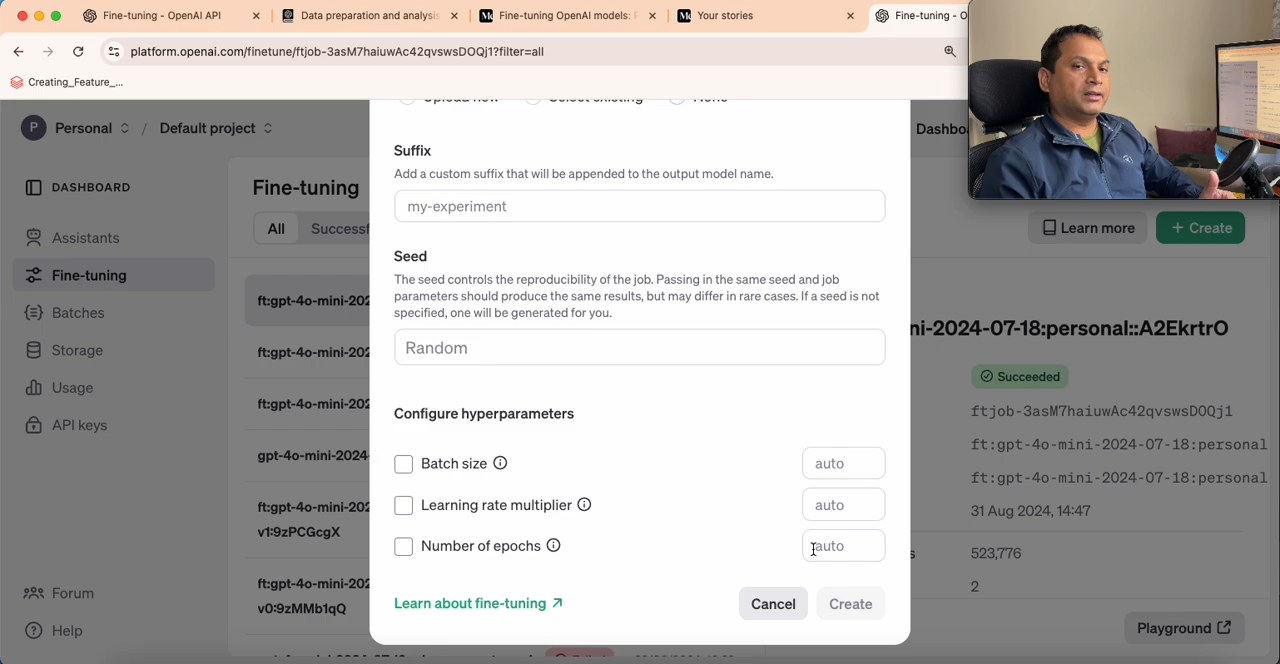 Fine-tuning - OpenAI API
Data preparation and analysis
Fine-tuning OpenAI models:
Your stories
Fine-tuning - O
platform.openai.com/finetune/ftjob-3asM7haiuwAc42qvswsDOQj1?filter=all
Creating_Feature_...
P Personal / Default project
Dashboa
DASHBOARD
Assistants
Fine-tuning
Batches
Storage
Usage
API keys
Forum
Help
Fine-tuning
All Successf
Learn more + Create
ft:gpt-4o-mini-202
ft:gpt-4o-mini-202
ft:gpt-4o-mini-202
gpt-4o-mini-2024-
ft:gpt-4o-mini-202
v1:9zPCGcgX
ft:gpt-4o-mini-202
v0:9zMMb1qQ
Upload new Select existing None
Suffix
Add a custom suffix that will be appended to the output model name.
my-experiment
Seed
The seed controls the reproducibility of the job. Passing in the same seed and job
parameters should produce the same results, but may differ in rare cases. If a seed is not
specified, one will be generated for you.
Random
Configure hyperparameters
Batch size auto
Learning rate multiplier auto
Number of epochs auto
Learn about fine-tuning
Cancel Create
ni-2024-07-18:personal::A2EkrtrO
Succeeded
ftjob-3asM7haiuwAc42qvswsDOQj1
ft:gpt-4o-mini-2024-07-18:personal
ft:gpt-4o-mini-2024-07-18:personal
31 Aug 2024, 14:47
s 523,776
2
Playground